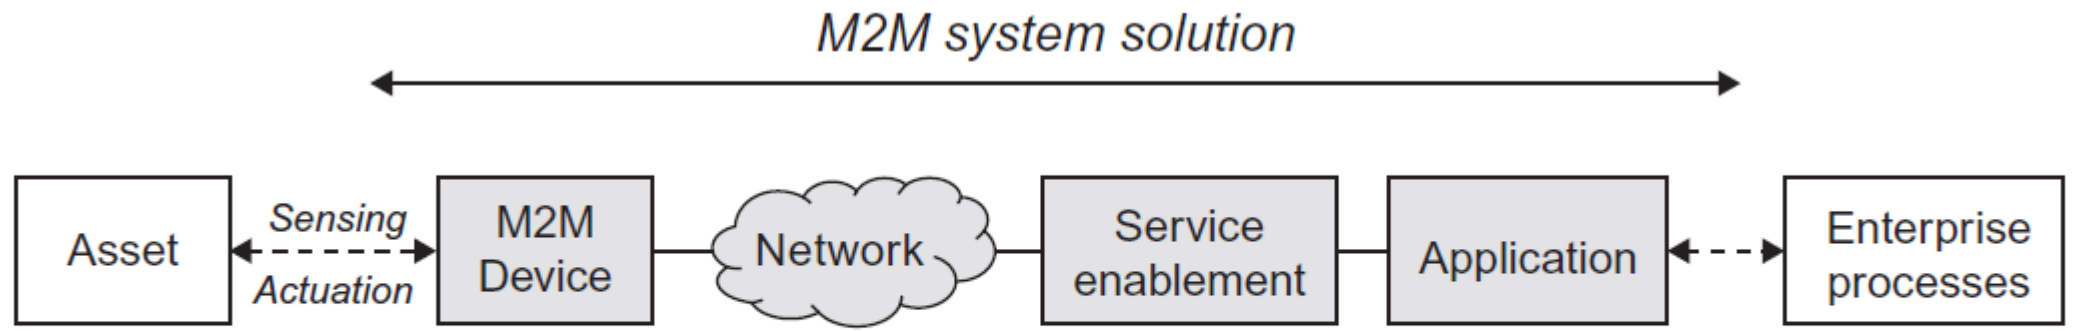 M2M system solution
Asset
Sensing
Actuation
M2M
Device
Network
Service
enablement
Application
Enterprise
processes